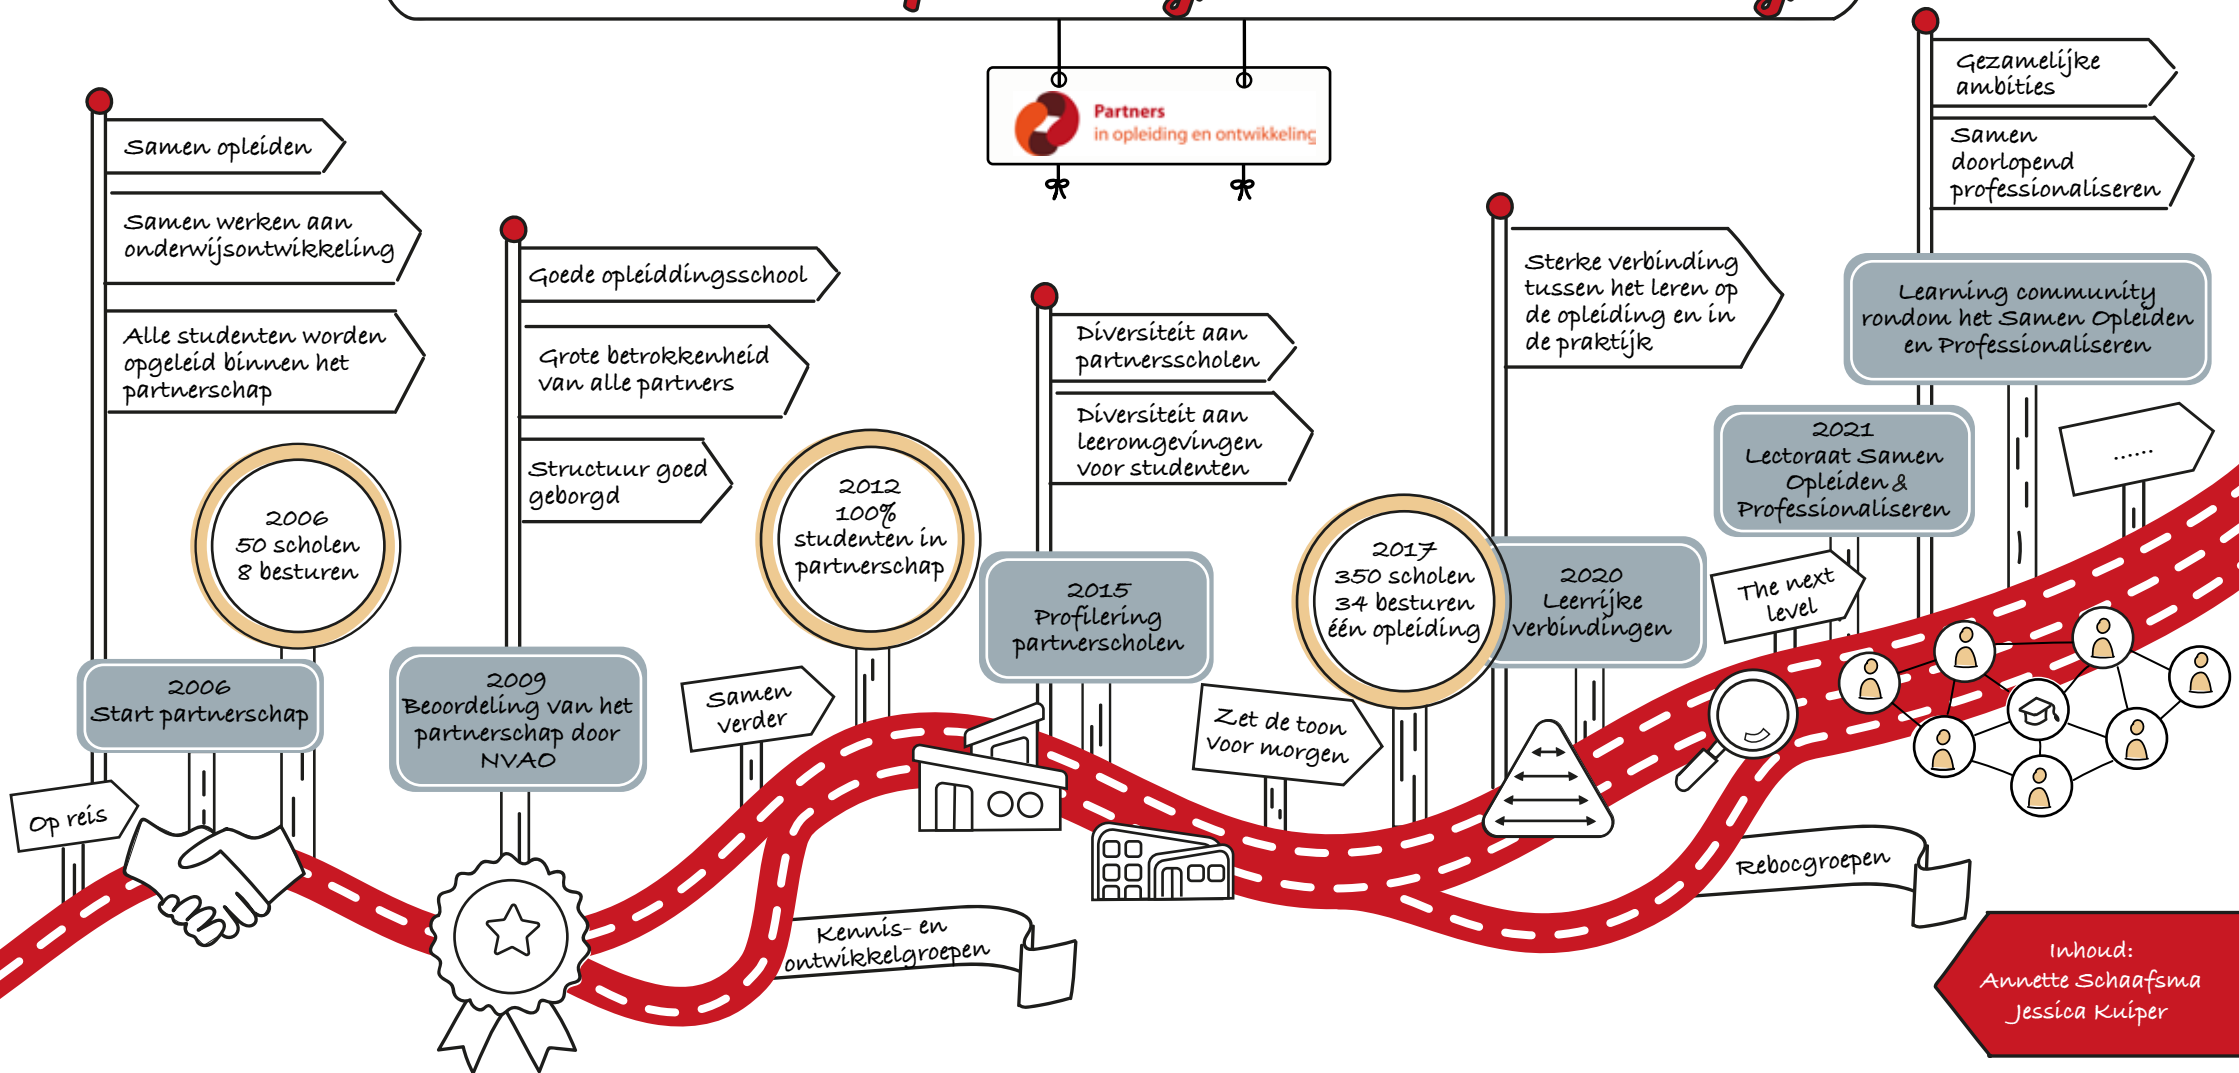 Partners
in opleiding en ontwikkeling
Samen opleiden
Samen werken aan
onderwijsontwikkeling
Alle studenten worden
opgeleid binnen het
partnerschap
2006
50 scholen
8 besturen
2006
Start partnerschap
Op reis
Goede opleiddingsschool
Grote betrokkenheid
van alle partners
Structuur goed
geborgd
2009
Beoordeling van het
partnerschap door
NVAO
Samen
verder
2012
100%
studenten in
partnerschap
Kennis- en
ontwikkelgroepen
Diversiteit aan
partnersscholen
Diversiteit aan
leeromgevingen
voor studenten
2015
Profilering
partnerscholen
Zet de toon
voor morgen
2017
350 scholen
34 besturen
één opleiding
Sterke verbinding
tussen het leren op
de opleiding en in
de praktijk
2020
Leerrijke
verbindingen
The next
level
2021
Lectoraat Samen
Opleiden &
Professionaliseren
Rebocgroepen
Gezamelijke
ambities
Samen
doorlopend
professionaliseren
Learning community
rondom het Samen Opleiden
en Professionaliseren
......
Inhoud:
Annette Schaafsma
Jessica Kuiper